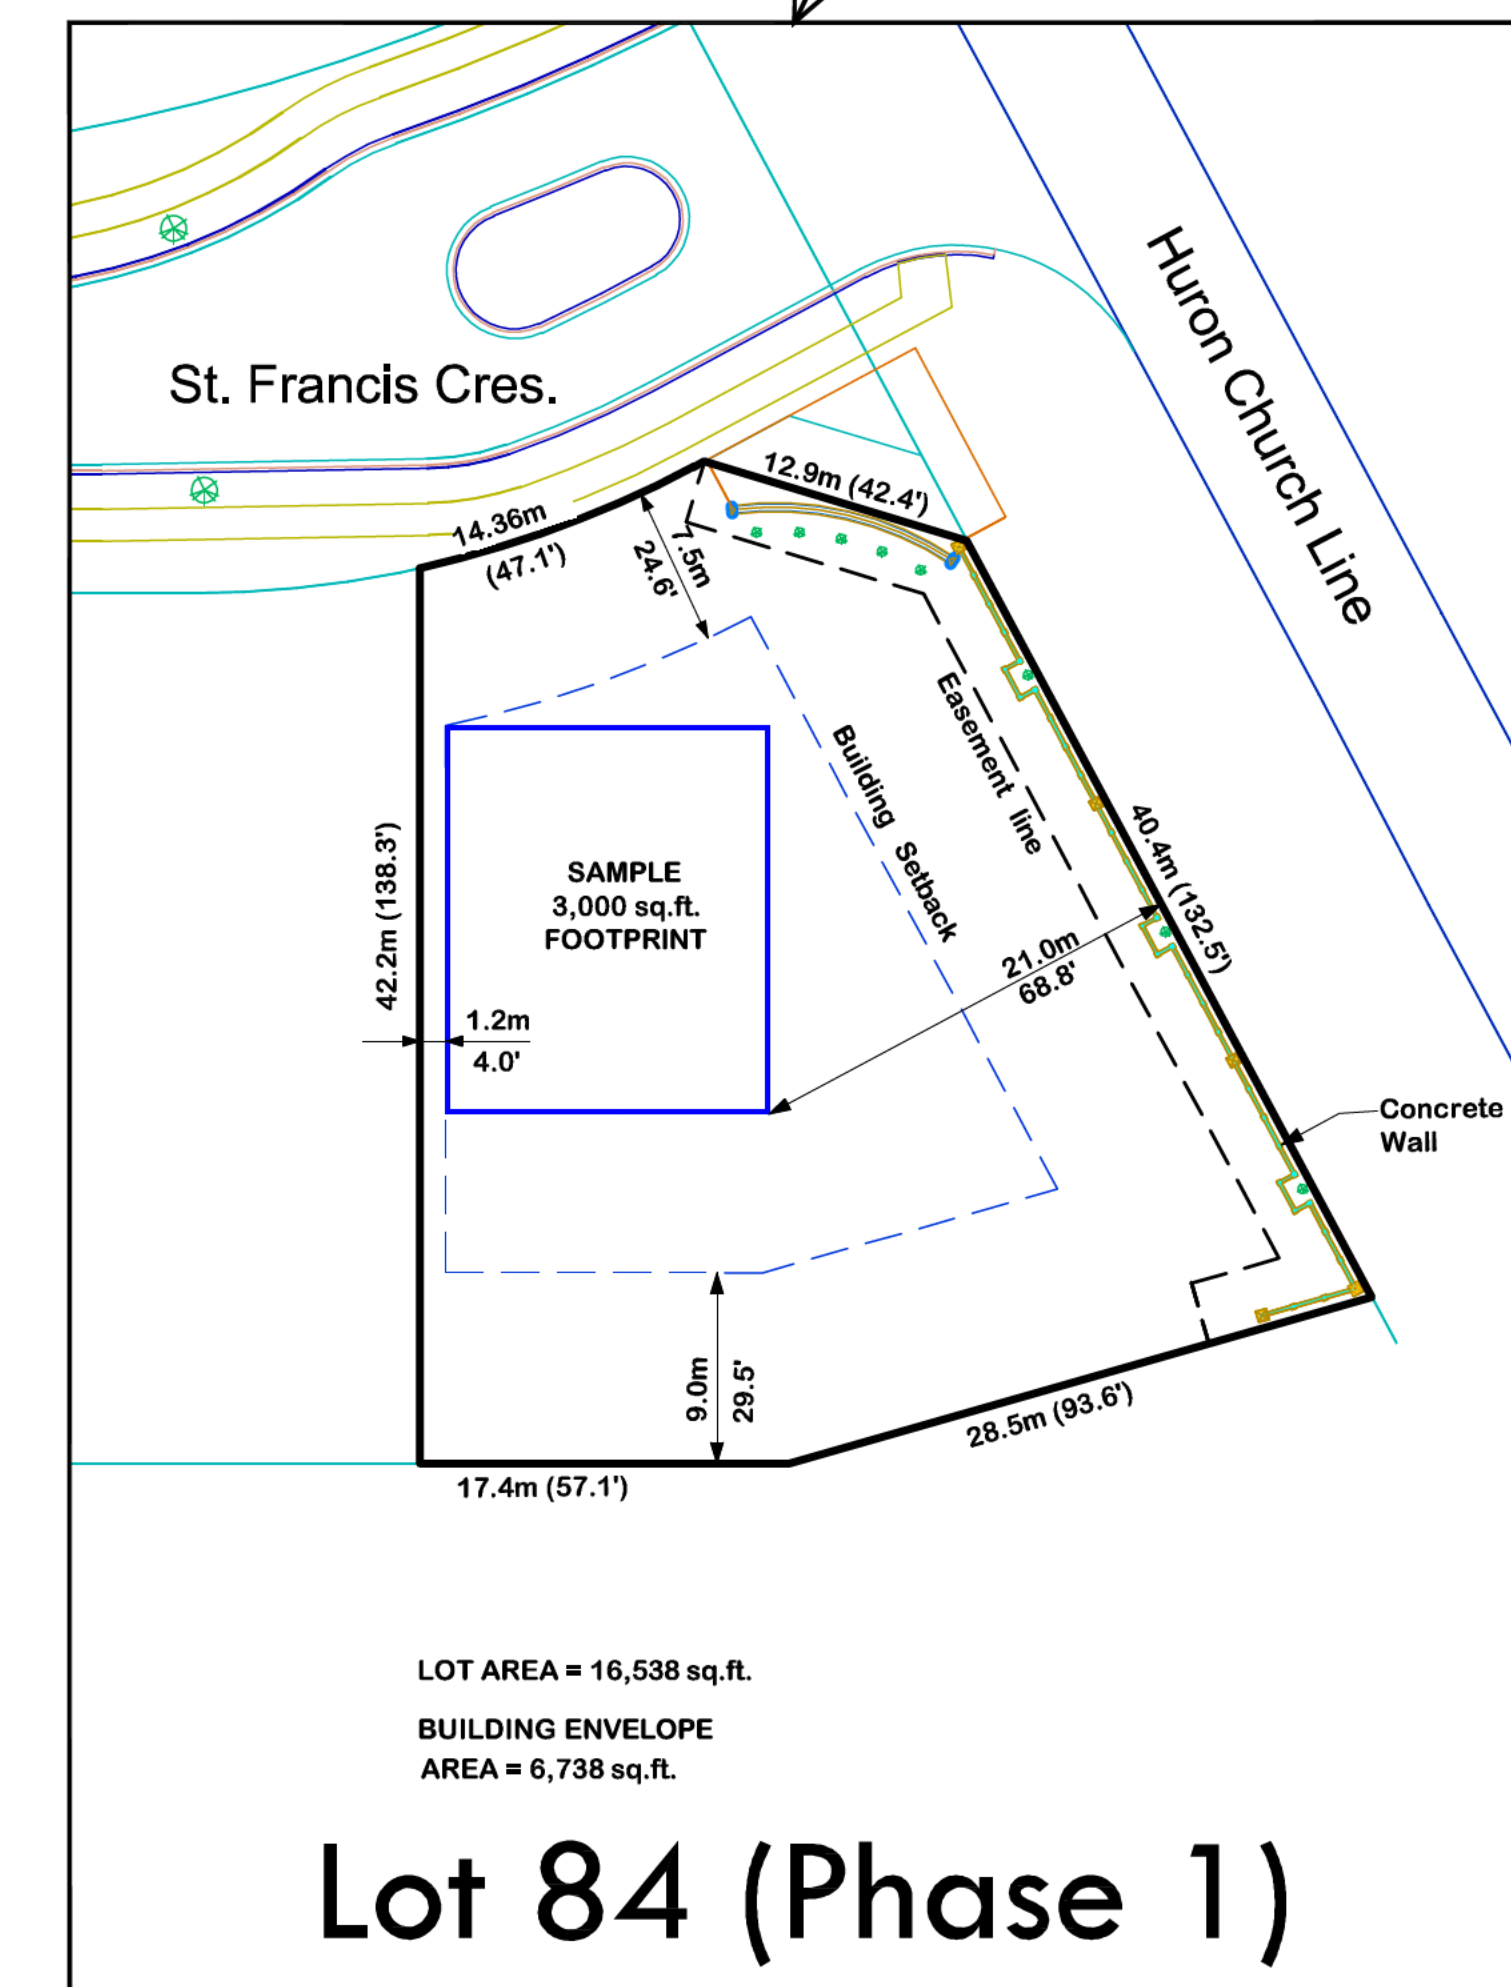 Huron Church Line
St. Francis Cres.
12.9m (42.4')
14.36m
(47.1')
7.5m
24.6'
Easement line
Building Setback
40.4m (132.5')
42.2m (138.3')
SAMPLE
3,000 sq.ft.
FOOTPRINT
21.0m
68.8'
1.2m
4.0'
Concrete
Wall
9.0m
29.5'
28.5m (93.6')
17.4m (57.1')
LOT AREA = 16,538 sq.ft.
BUILDING ENVELOPE
AREA = 6,738 sq.ft.
Lot 84 (Phase 1)